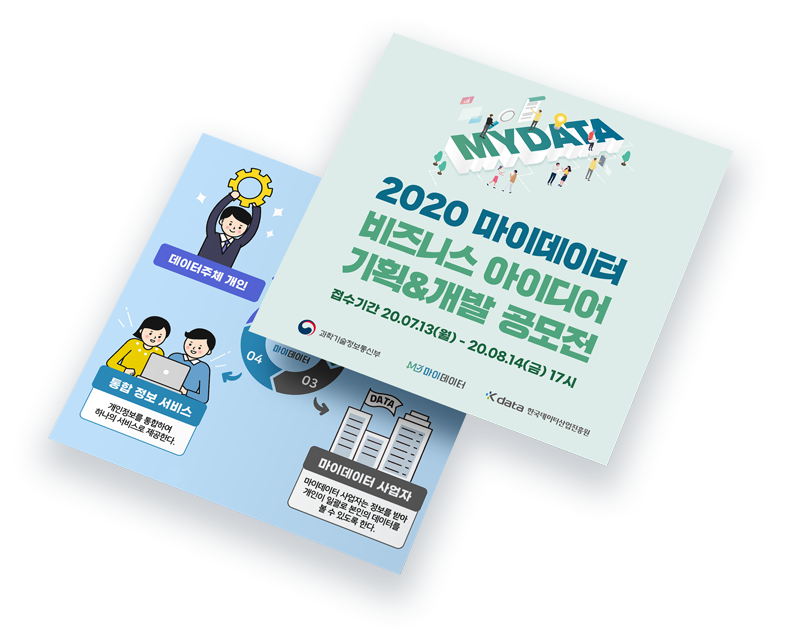 MYDATA
2020 마이데이터
비즈니스 아이디어
기획&개발 공모전
접수기간 20.07.13(월) - 20.08.14(금) 17시
과학기술정보통신부
마이데이터
Kdata 한국데이터산업진흥원
데이터주체 개인
04
마이데이터
03
통합 정보 서비스
개인정보를 통합하여
하나의 서비스로 제공한다.
DATA
마이데이터 사업자
마이데이터 사업자는 정보를 받아
개인이 일괄로 본인의 데이터를
볼 수 있도록 한다.